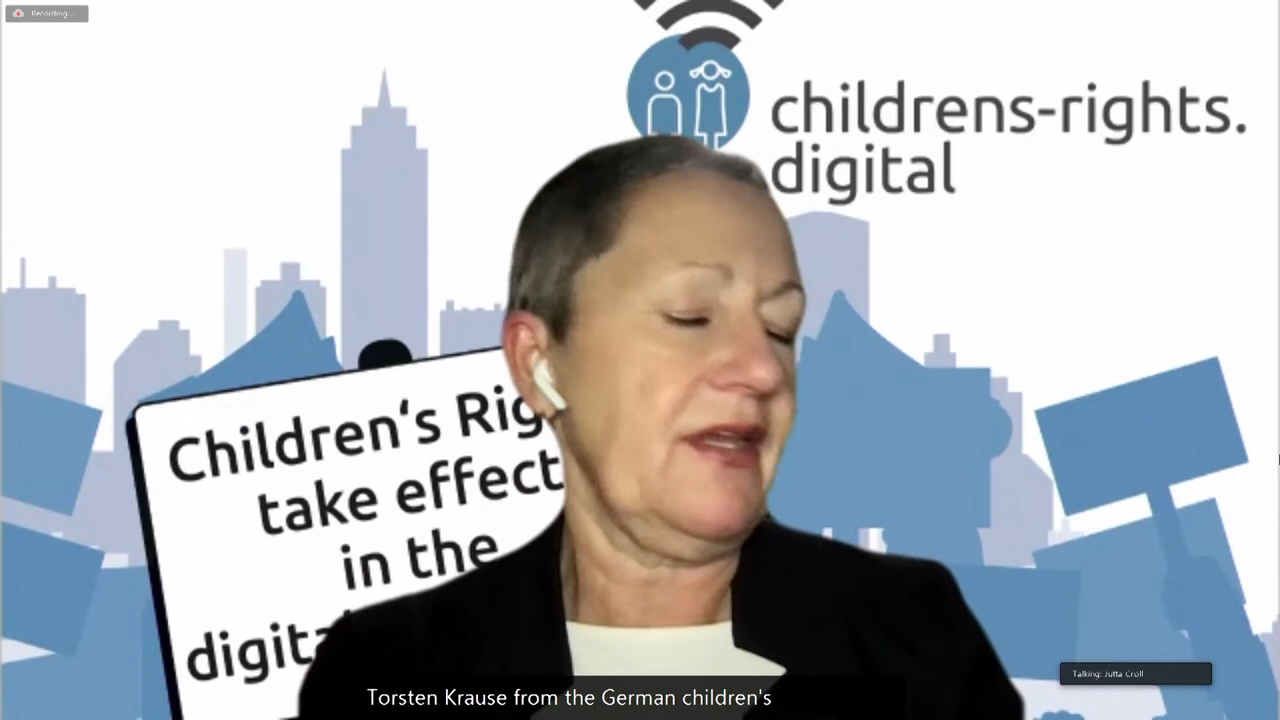 Recording...
childrens-rights.
digital
Children‘s Rig
take effect
in the
digita
Torsten Krause from the German children's
Talking: Jutta Croll